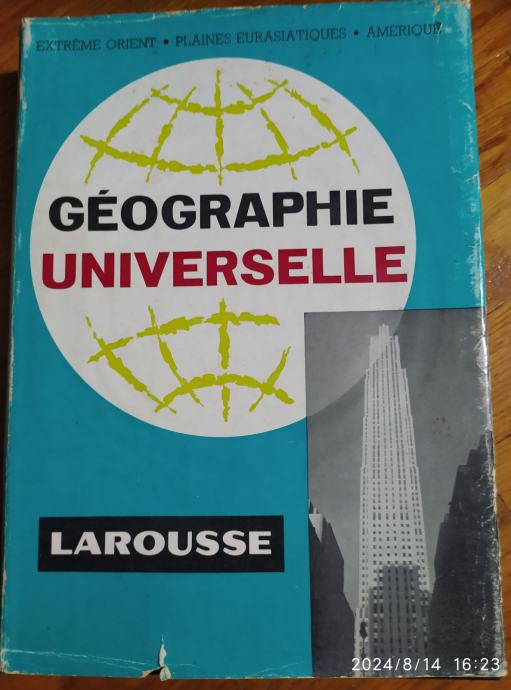 EXTRÊME ORIENT • PLAINES EURASIATIQUES • AMÉRIQUE
GÉOGRAPHIE
UNIVERSELLE
LAROUSSE
2024/8/14 16:23